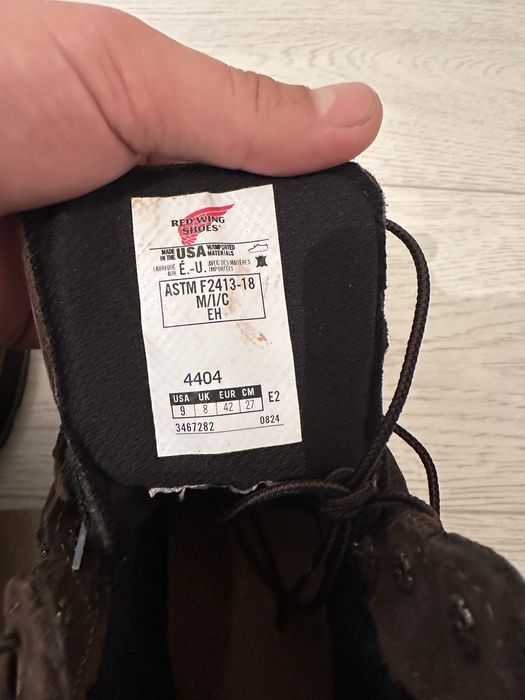 RED WING
SHOES®
MADE IN THE USA W/IMPORTED MATERIALS
FABRIQUÉ AUX É.-U. AVEC DES MATIÈRES IMPORTÉES
ASTM F2413-18
M/I/C
EH
4404
USA UK EUR CM
9 8 42 27 E2
3467282 0824